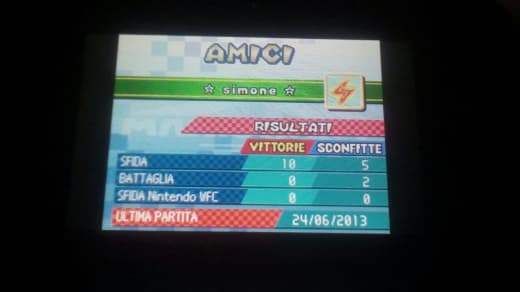 AMICI
☆ simone ☆
RISULTATI
VITTORIE SCONFITTE
SFIDA 10 5
BATTAGLIA 0 2
SFIDA Nintendo WFC 0 0
ULTIMA PARTITA 24/06/2013